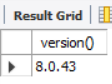 Result Grid
version()
8.0.43